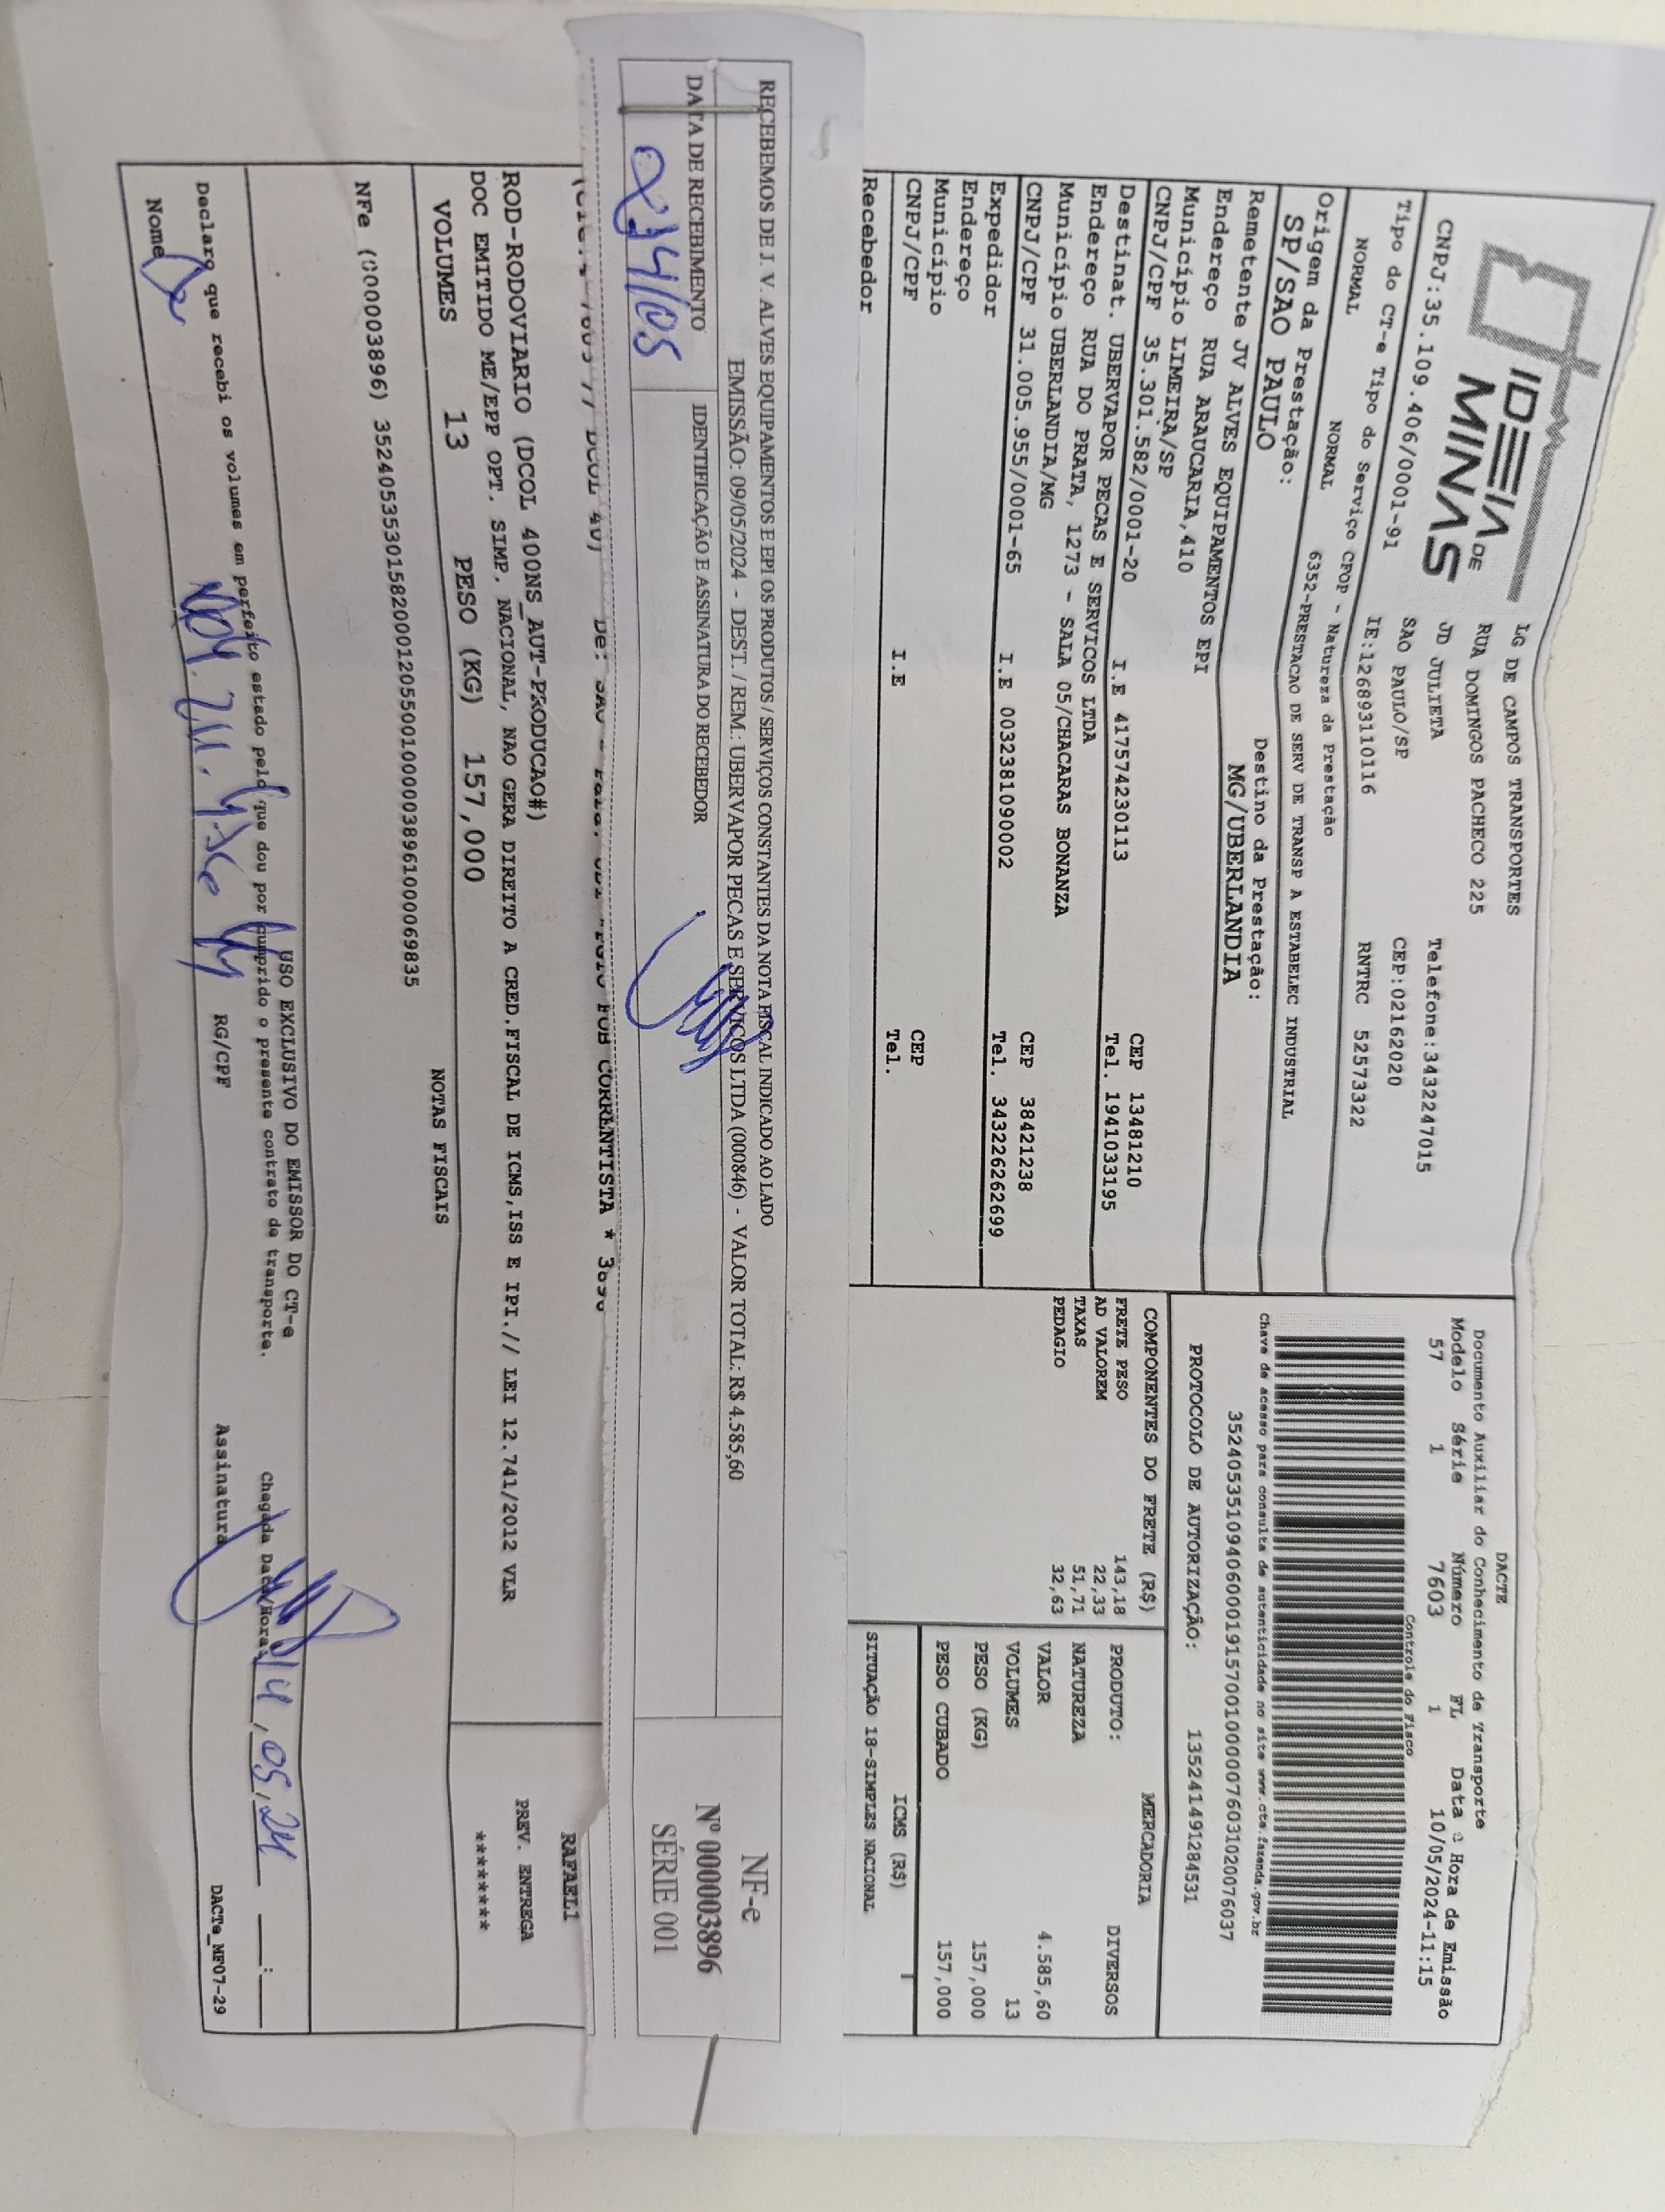 IDEIA DE
MINAS
LG DE CAMPOS TRANSPORTES
RUA DOMINGOS PACHECO 225
JD JULIETA
SAO PAULO/SP
Telefone:3432247015
CEP:02162020
CNPJ:35.109.406/0001-91 IE:126893110116 RNTRC 52573322
Tipo do CT-e Tipo do Serviço CFOP - Natureza da Prestação
NORMAL NORMAL 6352-PRESTACAO DE SERV DE TRANSP A ESTABELEC INDUSTRIAL
Origem da Prestação: Destino da Prestação:
SP/SAO PAULO MG/UBERLANDIA
Remetente JV ALVES EQUIPAMENTOS EPI
Endereço RUA ARAUCARIA,410
Município LIMEIRA/SP CEP 13481210
CNPJ/CPF 35.301.582/0001-20 I.E 417574230113 Tel. 1941033195
Destinat. UBERVAPOR PECAS E SERVICOS LTDA
Endereço RUA DO PRATA, 1273 - SALA 05/CHACARAS BONANZA
Município UBERLANDIA/MG CEP 38421238
CNPJ/CPF 31.005.955/0001-65 I.E 0032381090002 Tel. 343226262699
Expedidor
Endereço
Município CEP
CNPJ/CPF I.E Tel.
Recebedor
DACTE
Documento Auxiliar do Conhecimento de Transporte
Modelo Série Número FL Data e Hora de Emissão
57 1 7603 1 10/05/2024-11:15
Controle do Fisco
Chave de acesso para consulta de autenticidade no site www.cte.fazenda.gov.br
35240535109406000191570010000076031020076037
PROTOCOLO DE AUTORIZAÇÃO: 135241491284531
COMPONENTES DO FRETE (R$)
FRETE PESO 143,18
AD VALOREM 22,33
TAXAS 51,71
PEDAGIO 32,63
MERCADORIA
PRODUTO: DIVERSOS
NATUREZA
VALOR 4.585,60
VOLUMES 13
PESO (KG) 157,000
PESO CUBADO 157,000
ICMS (R$)
SITUAÇÃO 18-SIMPLES NACIONAL
RECEBEMOS DE J. V. ALVES EQUIPAMENTOS E EPI OS PRODUTOS / SERVIÇOS CONSTANTES DA NOTA FISCAL INDICADO AO LADO
EMISSÃO: 09/05/2024 - DEST. / REM.: UBERVAPOR PECAS E SERVICOS LTDA (000846) - VALOR TOTAL: R$ 4.585,60
DATA DE RECEBIMENTO IDENTIFICAÇÃO E ASSINATURA DO RECEBEDOR
NF-e
Nº 000003896
SÉRIE 001
FOB CORRENTISTA * 3896
RAFAEL1
ROD-RODOVIARIO (DCOL 400NS_AUT-PRODUCAO#)
DOC EMITIDO ME/EPP OPT. SIMP. NACIONAL, NAO GERA DIREITO A CRED.FISCAL DE ICMS,ISS E IPI.// LEI 12.741/2012 VLR
PREV. ENTREGA
*******
VOLUMES 13 PESO (KG) 157,000
NOTAS FISCAIS
NFe (000003896) 35240535301582000120550010000038961000069835
USO EXCLUSIVO DO EMISSOR DO CT-e
Declaro que recebi os volumes em perfeito estado pelo que dou por cumprido o presente contrato de transporte.
Chegada Data/Hora 14/05/24 __:__
Nome RG/CPF Assinatura
DACTe_MF07-29